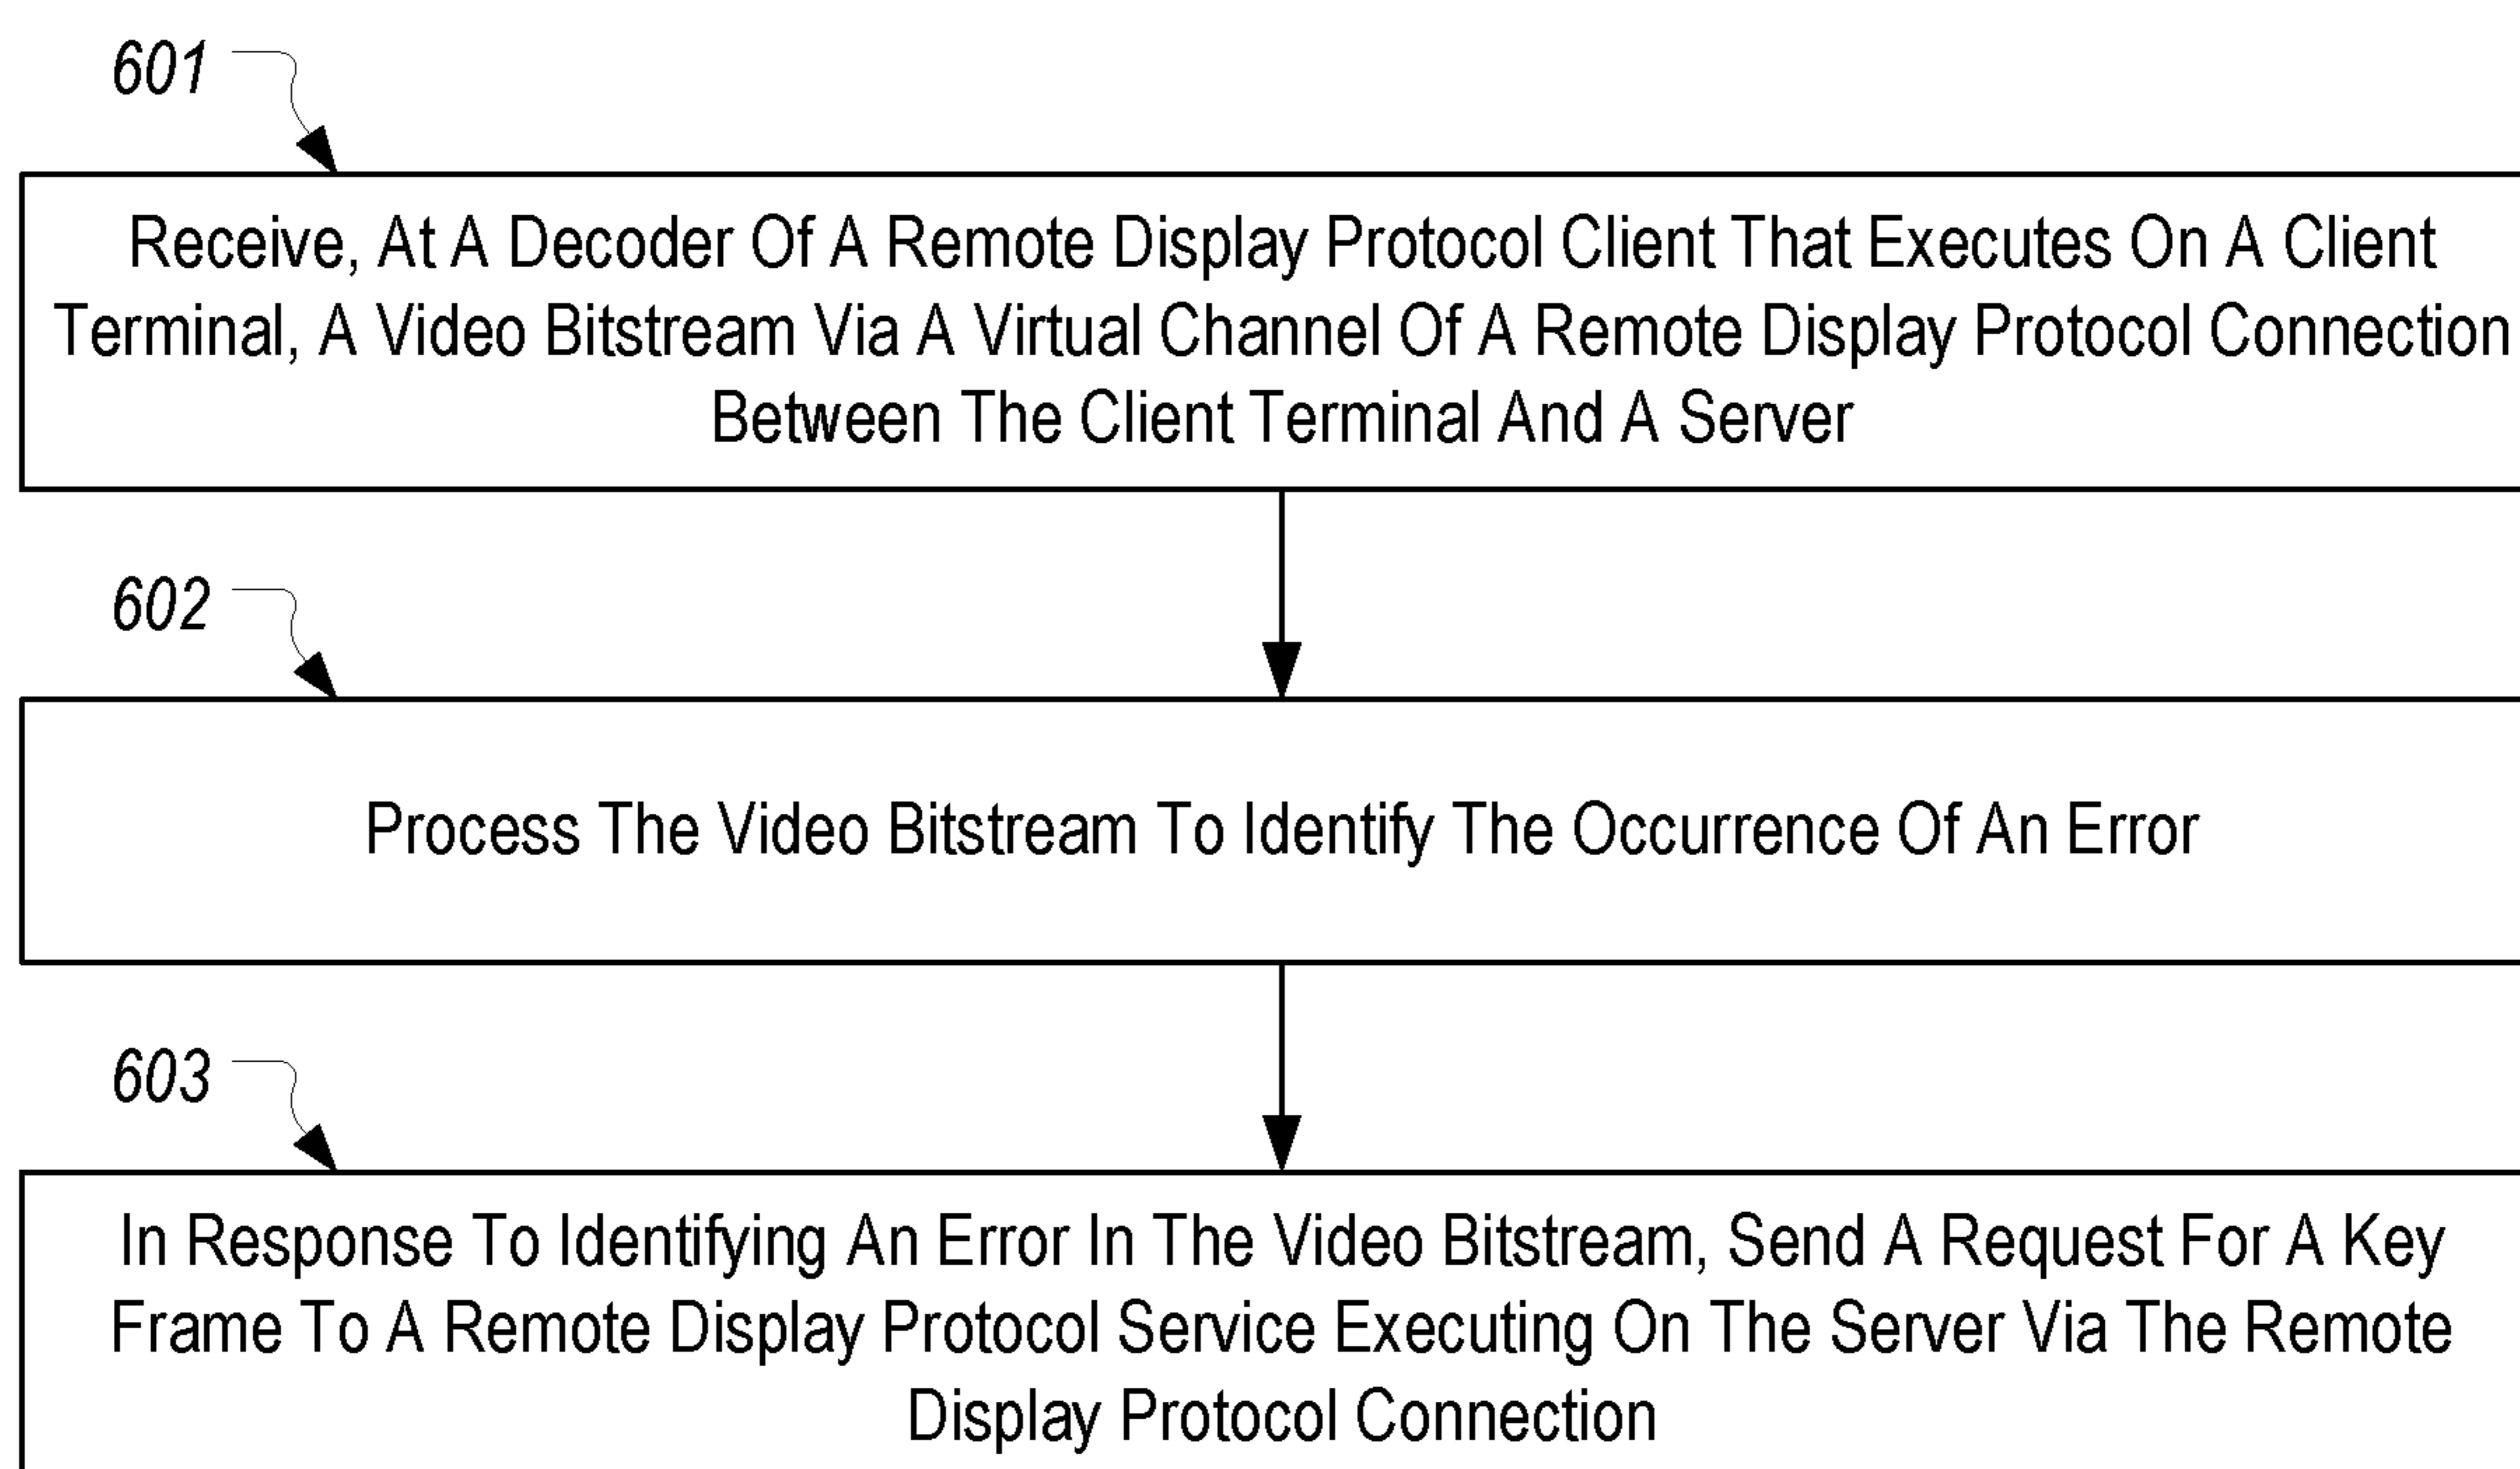 601
Receive, At A Decoder Of A Remote Display Protocol Client That Executes On A Client
Terminal, A Video Bitstream Via A Virtual Channel Of A Remote Display Protocol Connection
Between The Client Terminal And A Server
602
Process The Video Bitstream To Identify The Occurrence Of An Error
603
In Response To Identifying An Error In The Video Bitstream, Send A Request For A Key
Frame To A Remote Display Protocol Service Executing On The Server Via The Remote
Display Protocol Connection